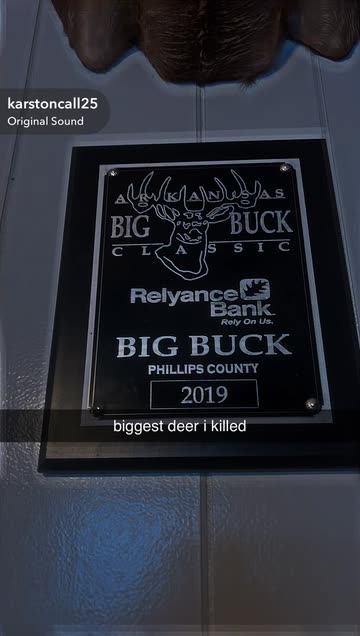 karstoncall25
Original Sound
ARKANSAS
BIG BUCK
CLASSIC
Relyance
Bank
Rely On Us.
BIG BUCK
PHILLIPS COUNTY
2019
biggest deer i killed